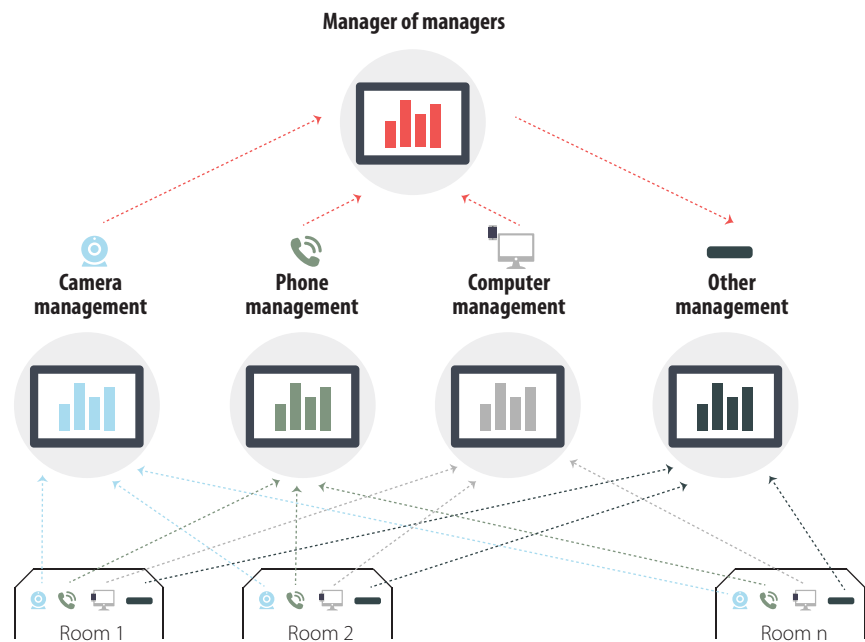 Manager of managers
Camera
management
Phone
management
Computer
management
Other
management
Room 1
Room 2
Room n